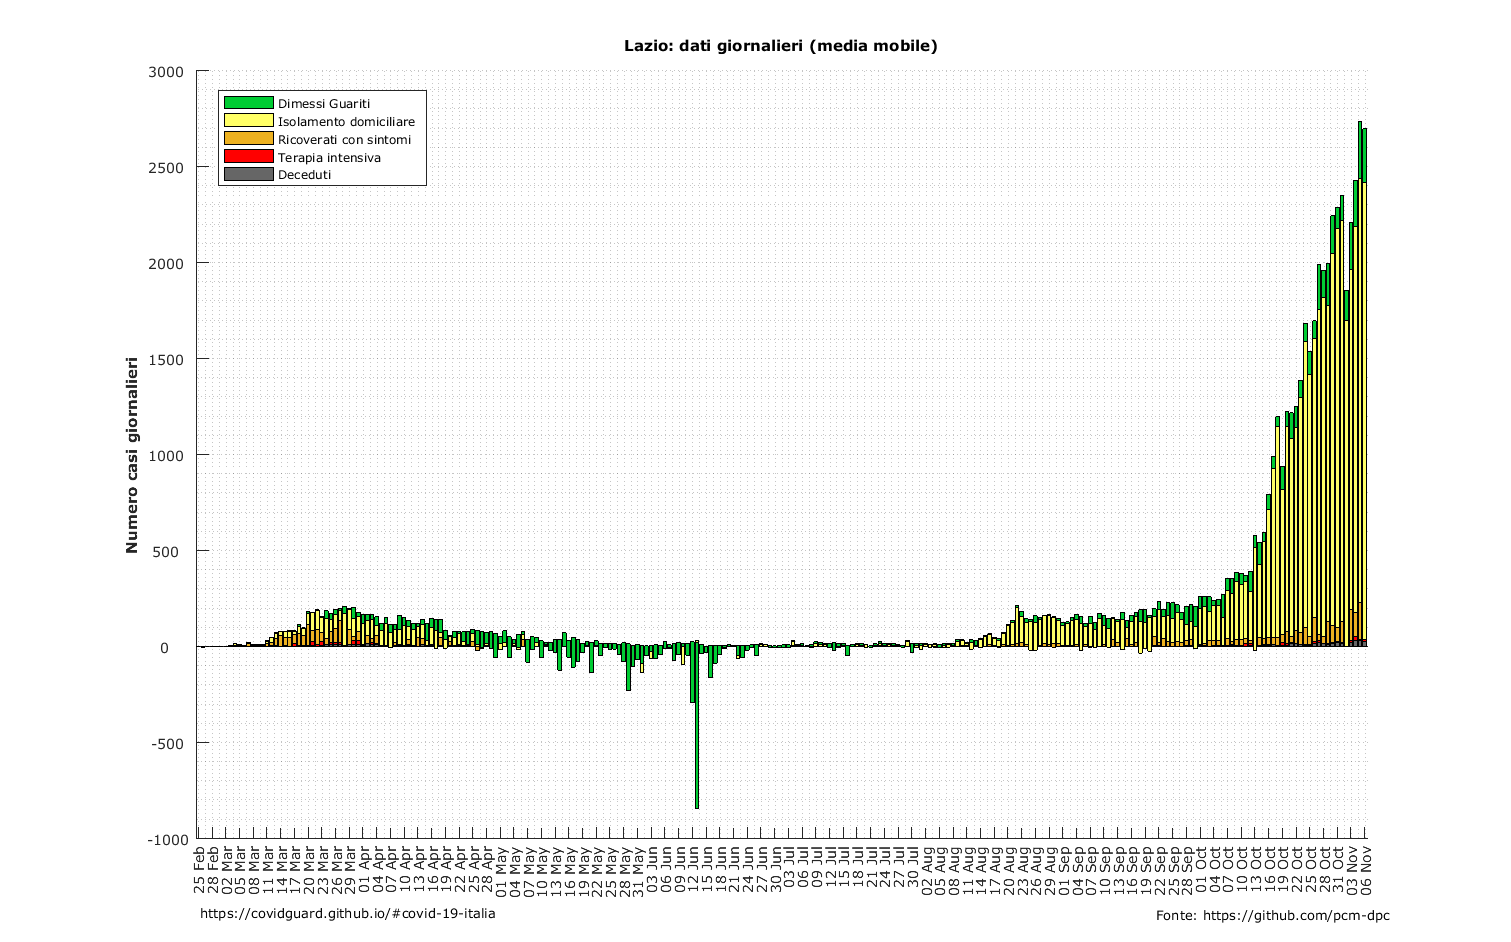 Lazio: dati giornalieri (media mobile)
3000
2500
2000
1500
1000
500
0
-500
-1000
Numero casi giornalieri
Dimessi Guariti
Isolamento domiciliare
Ricoverati con sintomi
Terapia intensiva
Deceduti
25 Feb
28 Feb
02 Mar
05 Mar
08 Mar
11 Mar
14 Mar
17 Mar
20 Mar
23 Mar
26 Mar
29 Mar
01 Apr
04 Apr
07 Apr
10 Apr
13 Apr
16 Apr
19 Apr
22 Apr
25 Apr
28 Apr
01 May
04 May
07 May
10 May
13 May
16 May
19 May
22 May
25 May
28 May
31 May
03 Jun
06 Jun
09 Jun
12 Jun
15 Jun
18 Jun
21 Jun
24 Jun
27 Jun
30 Jun
03 Jul
06 Jul
09 Jul
12 Jul
15 Jul
18 Jul
21 Jul
24 Jul
27 Jul
30 Jul
02 Aug
05 Aug
08 Aug
11 Aug
14 Aug
17 Aug
20 Aug
23 Aug
26 Aug
29 Aug
01 Sep
04 Sep
07 Sep
10 Sep
13 Sep
16 Sep
19 Sep
22 Sep
25 Sep
28 Sep
01 Oct
04 Oct
07 Oct
10 Oct
13 Oct
16 Oct
19 Oct
22 Oct
25 Oct
28 Oct
31 Oct
03 Nov
06 Nov
https://covidguard.github.io/#covid-19-italia
Fonte: https://github.com/pcm-dpc